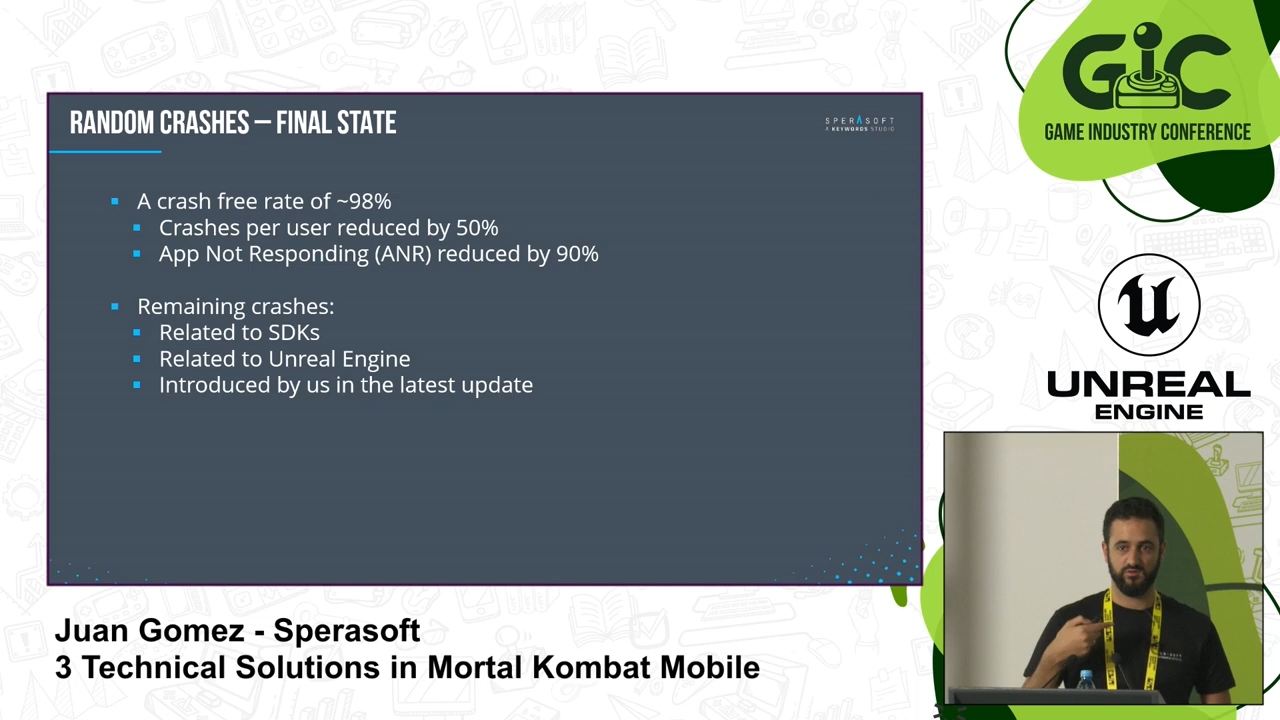 RANDOM CRASHES – FINAL STATE
SPERASOFT
A KEYWORDS STUDIO
A crash free rate of ~98%
Crashes per user reduced by 50%
App Not Responding (ANR) reduced by 90%
Remaining crashes:
Related to SDKs
Related to Unreal Engine
Introduced by us in the latest update
GIC
GAME INDUSTRY CONFERENCE
UNREAL
ENGINE
Juan Gomez - Sperasoft
3 Technical Solutions in Mortal Kombat Mobile